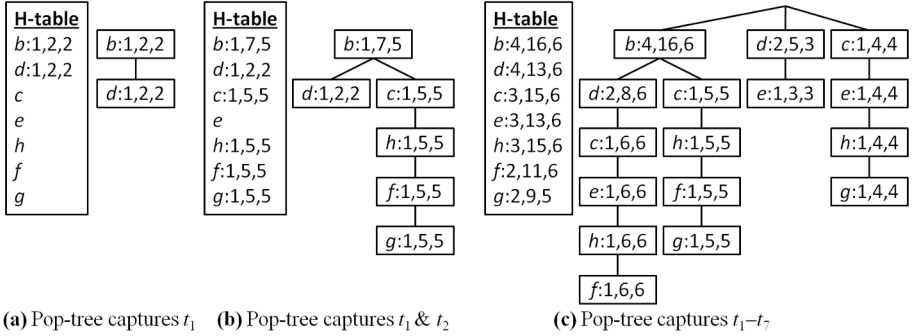 H-table
b:1,2,2
d:1,2,2
c
e
h
f
g
b:1,2,2
d:1,2,2
(a) Pop-tree captures t1
H-table
b:1,7,5
d:1,2,2
c:1,5,5
e
h:1,5,5
f:1,5,5
g:1,5,5
b:1,7,5
d:1,2,2 c:1,5,5
h:1,5,5
f:1,5,5
g:1,5,5
(b) Pop-tree captures t1 & t2
H-table
b:4,16,6
d:4,13,6
c:3,15,6
e:3,13,6
h:3,15,6
f:2,11,6
g:2,9,5
b:4,16,6 d:2,5,3 c:1,4,4
d:2,8,6 c:1,5,5 e:1,3,3 e:1,4,4
c:1,6,6 h:1,5,5 h:1,4,4
e:1,6,6 f:1,5,5 g:1,4,4
h:1,6,6 g:1,5,5
f:1,6,6
(c) Pop-tree captures t1–t7